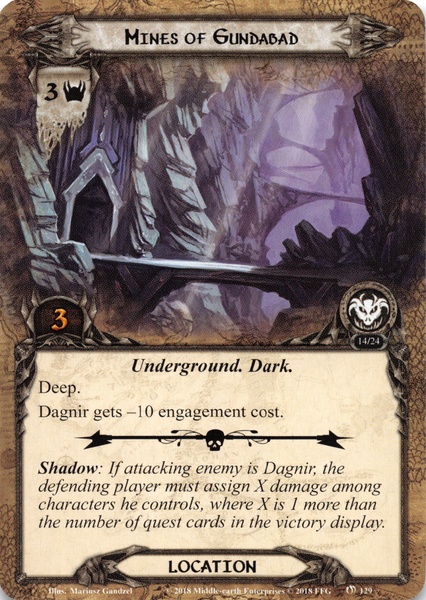 MINES OF GUNDABAD
3
3
14/24
Underground. Dark.
Deep.
Dagnir gets –10 engagement cost.
Shadow: If attacking enemy is Dagnir, the
defending player must assign X damage among
characters he controls, where X is 1 more than
the number of quest cards in the victory display.
LOCATION
Illus. Mariusz Gandzel © 2018 Middle-earth Enterprises © 2018 FFG 129